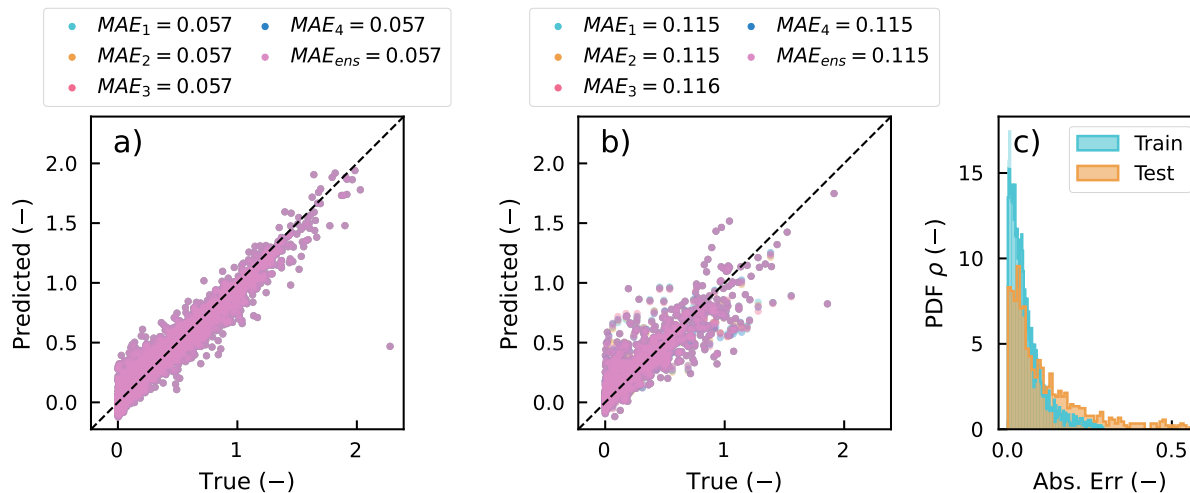 MAE₁ = 0.057
MAE₂ = 0.057
MAE₃ = 0.057
MAE₄ = 0.057
MAEₑₙₛ = 0.057
a)
Predicted (−)
2.0
1.5
1.0
0.5
0.0
0
1
2
True (−)
MAE₁ = 0.115
MAE₂ = 0.115
MAE₃ = 0.116
MAE₄ = 0.115
MAEₑₙₛ = 0.115
b)
Predicted (−)
2.0
1.5
1.0
0.5
0.0
0
1
2
True (−)
c)
Train
Test
PDF ρ (−)
15
10
5
0
0.0
0.5
Abs. Err (−)